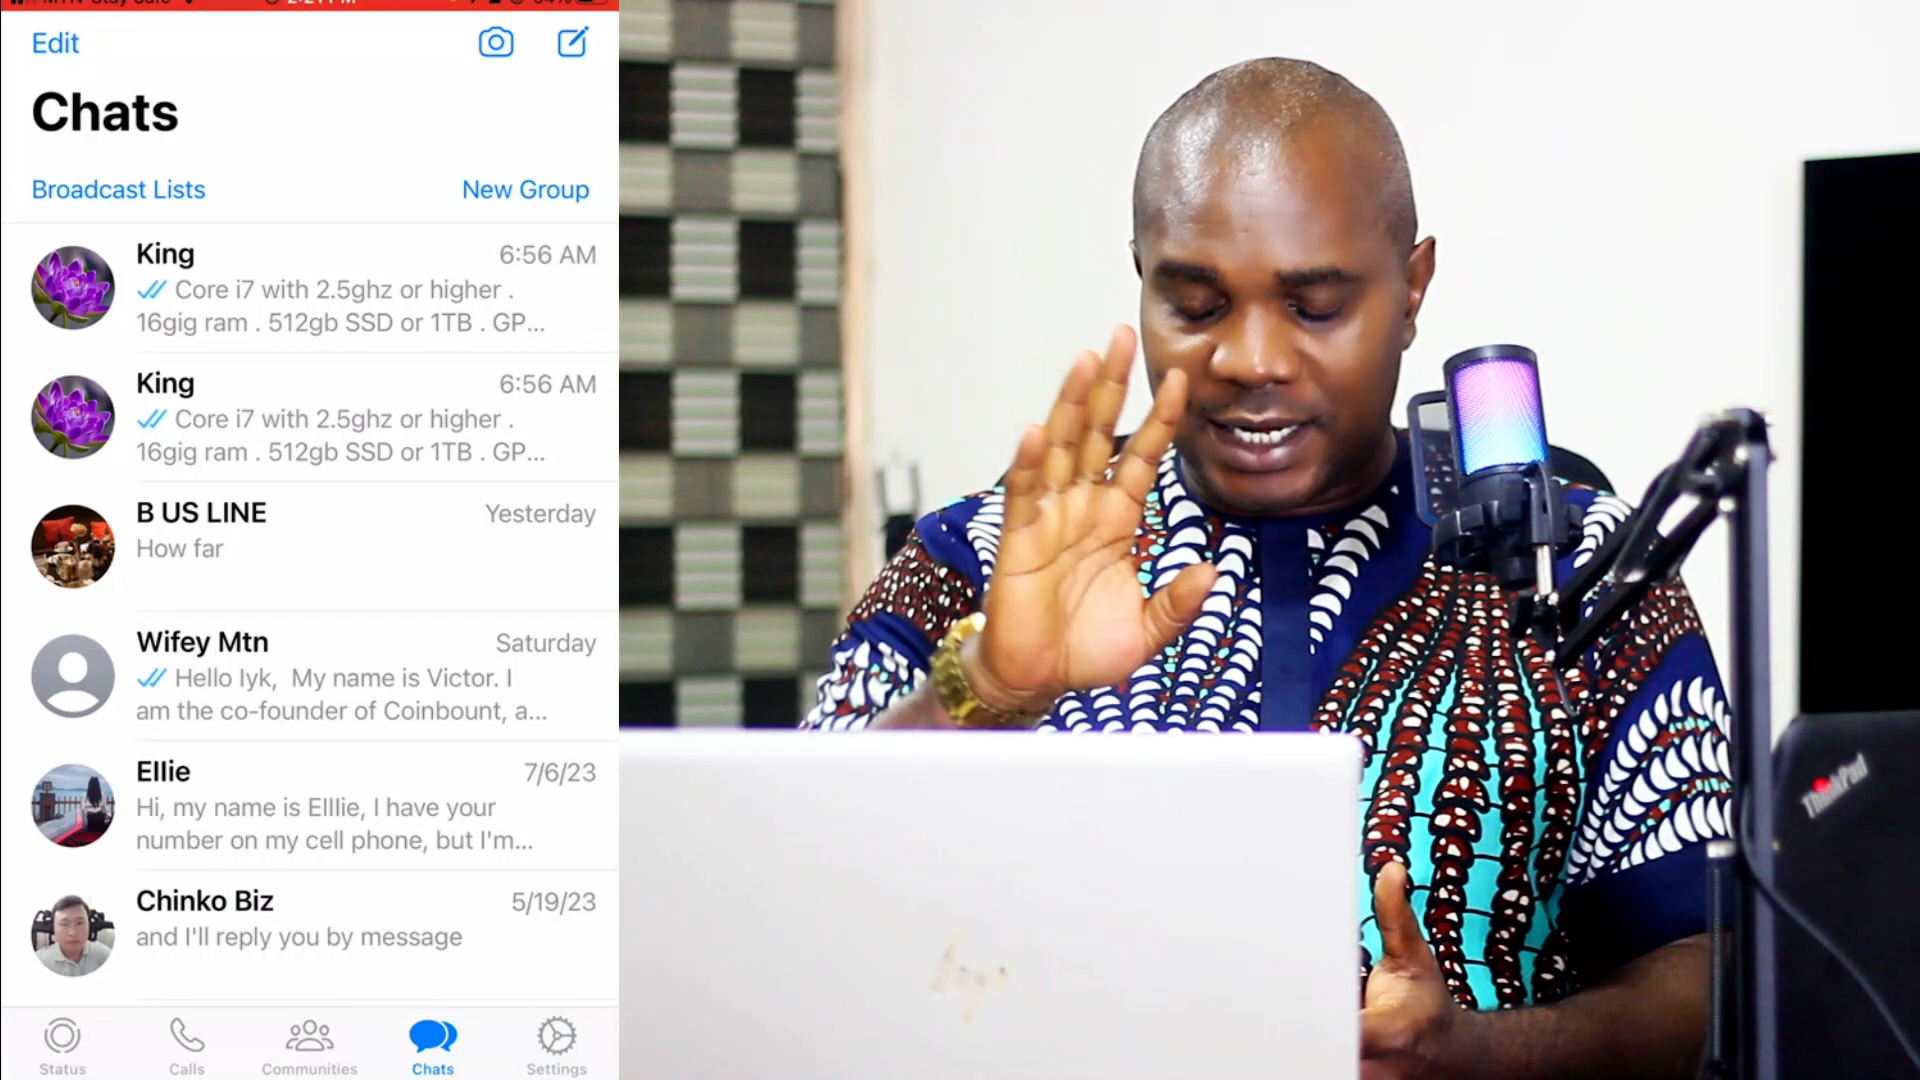 Edit
Chats
Broadcast Lists New Group
King 6:56 AM
Core i7 with 2.5ghz or higher .
16gig ram . 512gb SSD or 1TB . GP...
King 6:56 AM
Core i7 with 2.5ghz or higher .
16gig ram . 512gb SSD or 1TB . GP...
B US LINE Yesterday
How far
Wifey Mtn Saturday
Hello Iyk, My name is Victor. I
am the co-founder of Coinbount, a...
Ellie 7/6/23
Hi, my name is Elllie, I have your
number on my cell phone, but I'm...
Chinko Biz 5/19/23
and I'll reply you by message
Status Calls Communities Chats Settings
ThinkPad